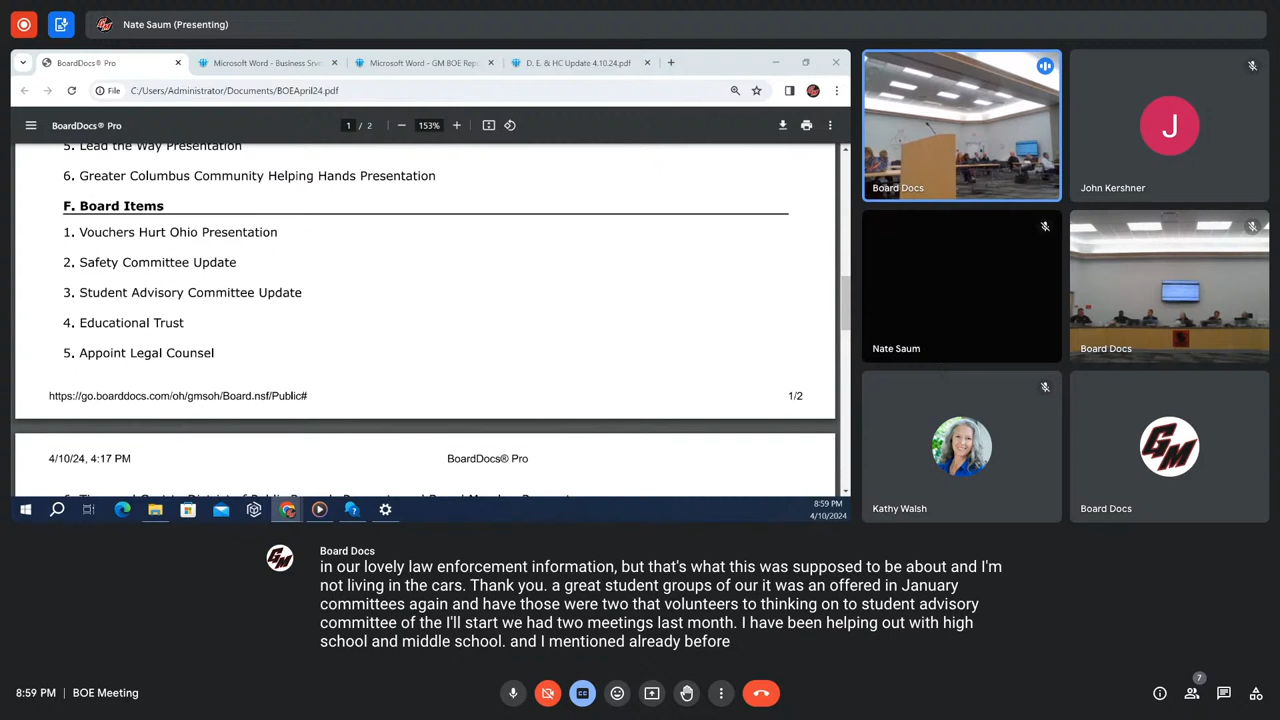 Nate Saum (Presenting)
BoardDocs® Pro
Microsoft Word - Business Srvi
Microsoft Word - GM BOE Rep
D. E. & HC Update 4.10.24.pdf
File
C:/Users/Administrator/Documents/BOEApril24.pdf
BoardDocs® Pro
1 / 2
153%
5. Lead the Way Presentation
6. Greater Columbus Community Helping Hands Presentation
F. Board Items
1. Vouchers Hurt Ohio Presentation
2. Safety Committee Update
3. Student Advisory Committee Update
4. Educational Trust
5. Appoint Legal Counsel
https://go.boarddocs.com/oh/gmsoh/Board.nsf/Public#
1/2
4/10/24, 4:17 PM
BoardDocs® Pro
8:59 PM
4/10/2024
Board Docs
J
John Kershner
Nate Saum
Board Docs
Kathy Walsh
GM
Board Docs
Board Docs
in our lovely law enforcement information, but that's what this was supposed to be about and I'm
not living in the cars. Thank you. a great student groups of our it was an offered in January
committees again and have those were two that volunteers to thinking on to student advisory
committee of the I'll start we had two meetings last month. I have been helping out with high
school and middle school. and I mentioned already before
8:59 PM | BOE Meeting
7